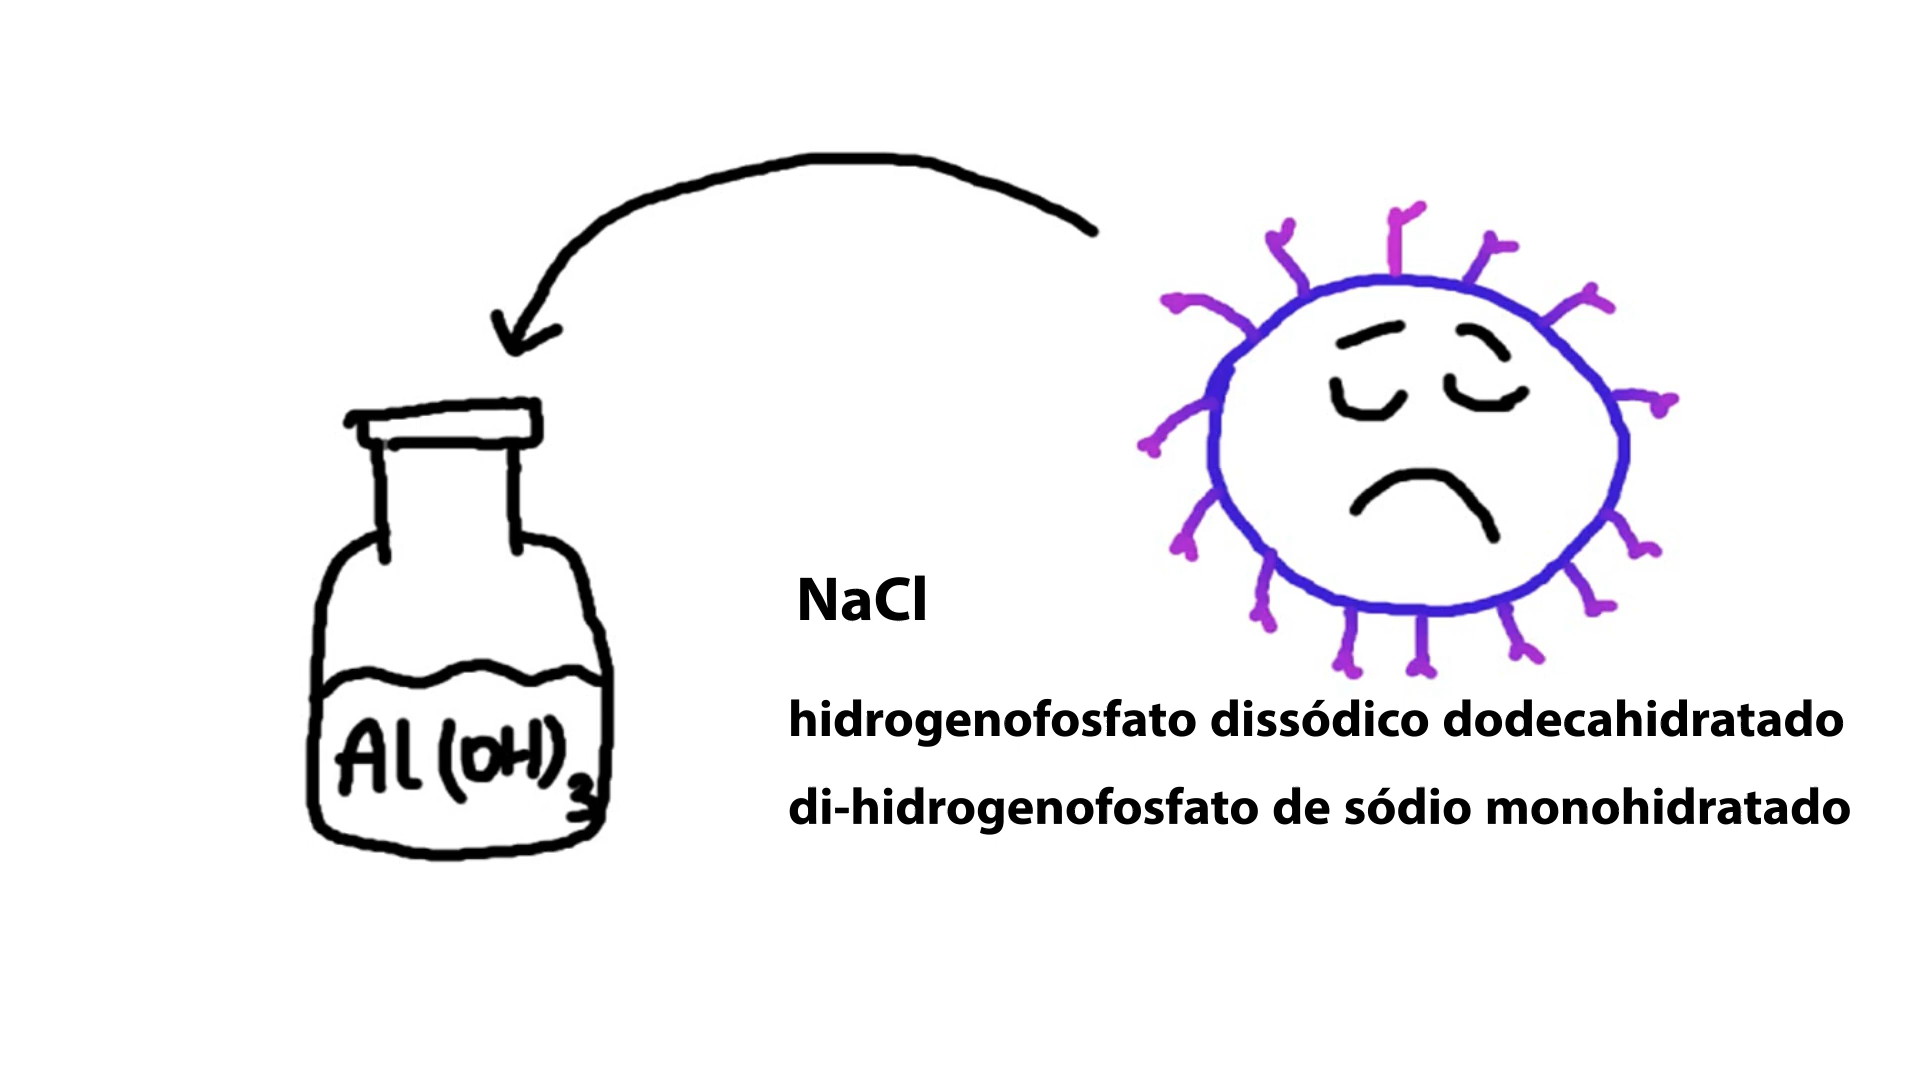 NaCl
Al(OH)3
hidrogenofosfato dissódico dodecahidratado
di-hidrogenofosfato de sódio monohidratado